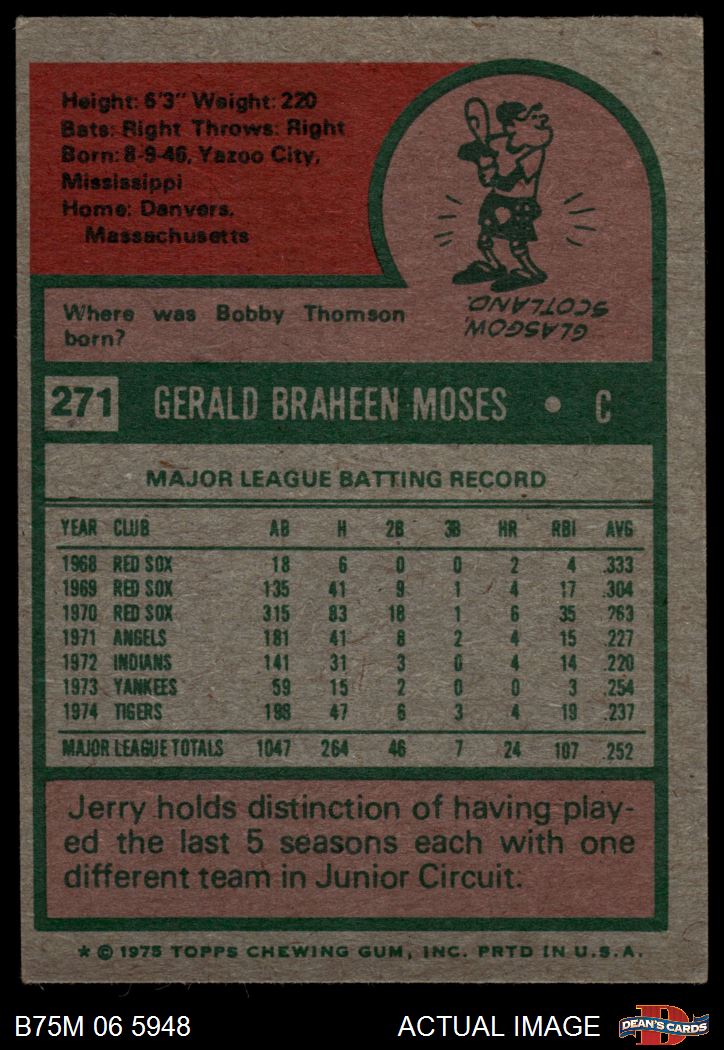 Height: 6'3" Weight: 220
Bats: Right Throws: Right
Born: 8-9-46, Yazoo City,
Mississippi
Home: Danvers,
Massachusetts
GLASGOW,
SCOTLAND.
Where was Bobby Thomson
born?
271 GERALD BRAHEEN MOSES • C
MAJOR LEAGUE BATTING RECORD
YEAR CLUB AB H 2B 3B HR RBI AVG
1968 RED SOX 18 6 0 0 2 4 .333
1969 RED SOX 135 41 9 1 4 17 .304
1970 RED SOX 315 83 18 1 6 35 .263
1971 ANGELS 181 41 8 2 4 15 .227
1972 INDIANS 141 31 3 0 4 14 .220
1973 YANKEES 59 15 2 0 0 3 .254
1974 TIGERS 198 47 6 3 4 19 .237
MAJOR LEAGUE TOTALS 1047 264 46 7 24 107 .252
Jerry holds distinction of having play-
ed the last 5 seasons each with one
different team in Junior Circuit.
* © 1975 TOPPS CHEWING GUM, INC. PRTD IN U.S.A.
B75M 06 5948 ACTUAL IMAGE D DEAN'S CARDS